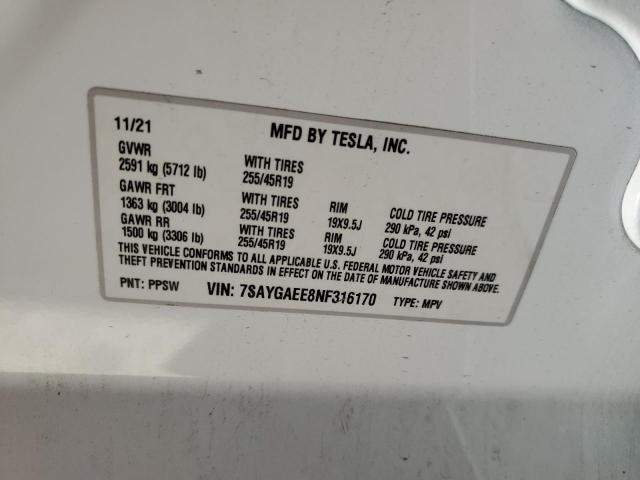 11/21 MFD BY TESLA, INC.
GVWR
2591 kg (5712 lb) WITH TIRES 255/45R19
GAWR FRT
1363 kg (3004 lb) WITH TIRES 255/45R19 RIM 19X9.5J COLD TIRE PRESSURE 290 kPa, 42 psi
GAWR RR
1500 kg (3306 lb) WITH TIRES 255/45R19 RIM 19X9.5J COLD TIRE PRESSURE 290 kPa, 42 psi
THIS VEHICLE CONFORMS TO ALL APPLICABLE U.S. FEDERAL MOTOR VEHICLE SAFETY AND
THEFT PREVENTION STANDARDS IN EFFECT ON THE DATE OF MANUFACTURE SHOWN ABOVE.
PNT: PPSW VIN: 7SAYGAEE8NF316170 TYPE: MPV